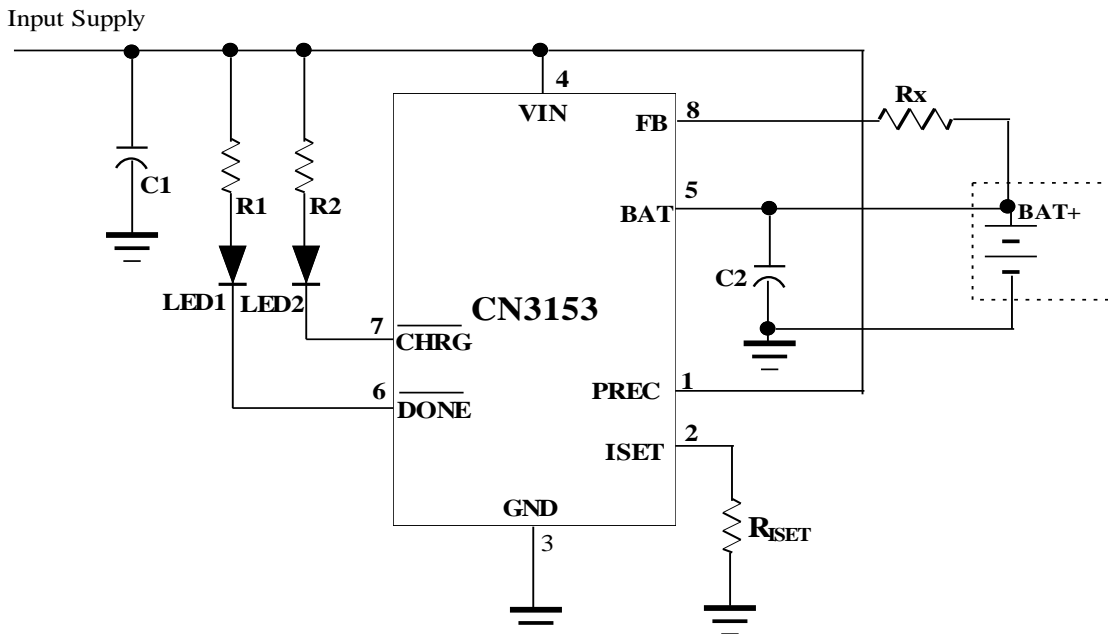 Input Supply
4
VIN
Rx
8
FB
C1
R1
R2
5
BAT
BAT+
C2
LED1
LED2
CN3153
7
CHRG
6
DONE
PREC
1
2
ISET
GND
3
RISET